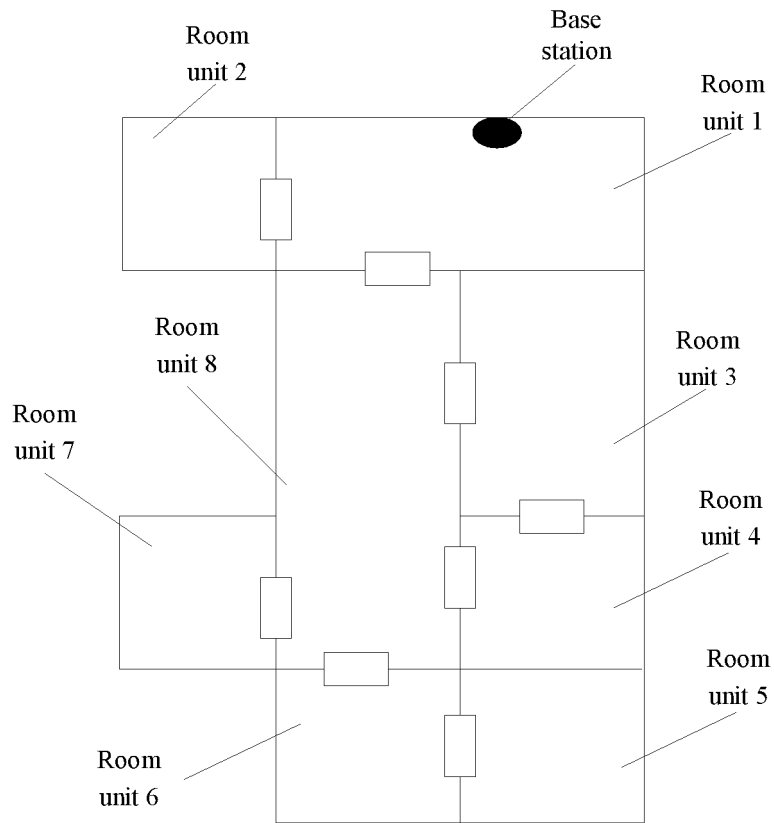 Base
station
Room
unit 2
Room
unit 1
Room
unit 8
Room
unit 3
Room
unit 7
Room
unit 4
Room
unit 5
Room
unit 6